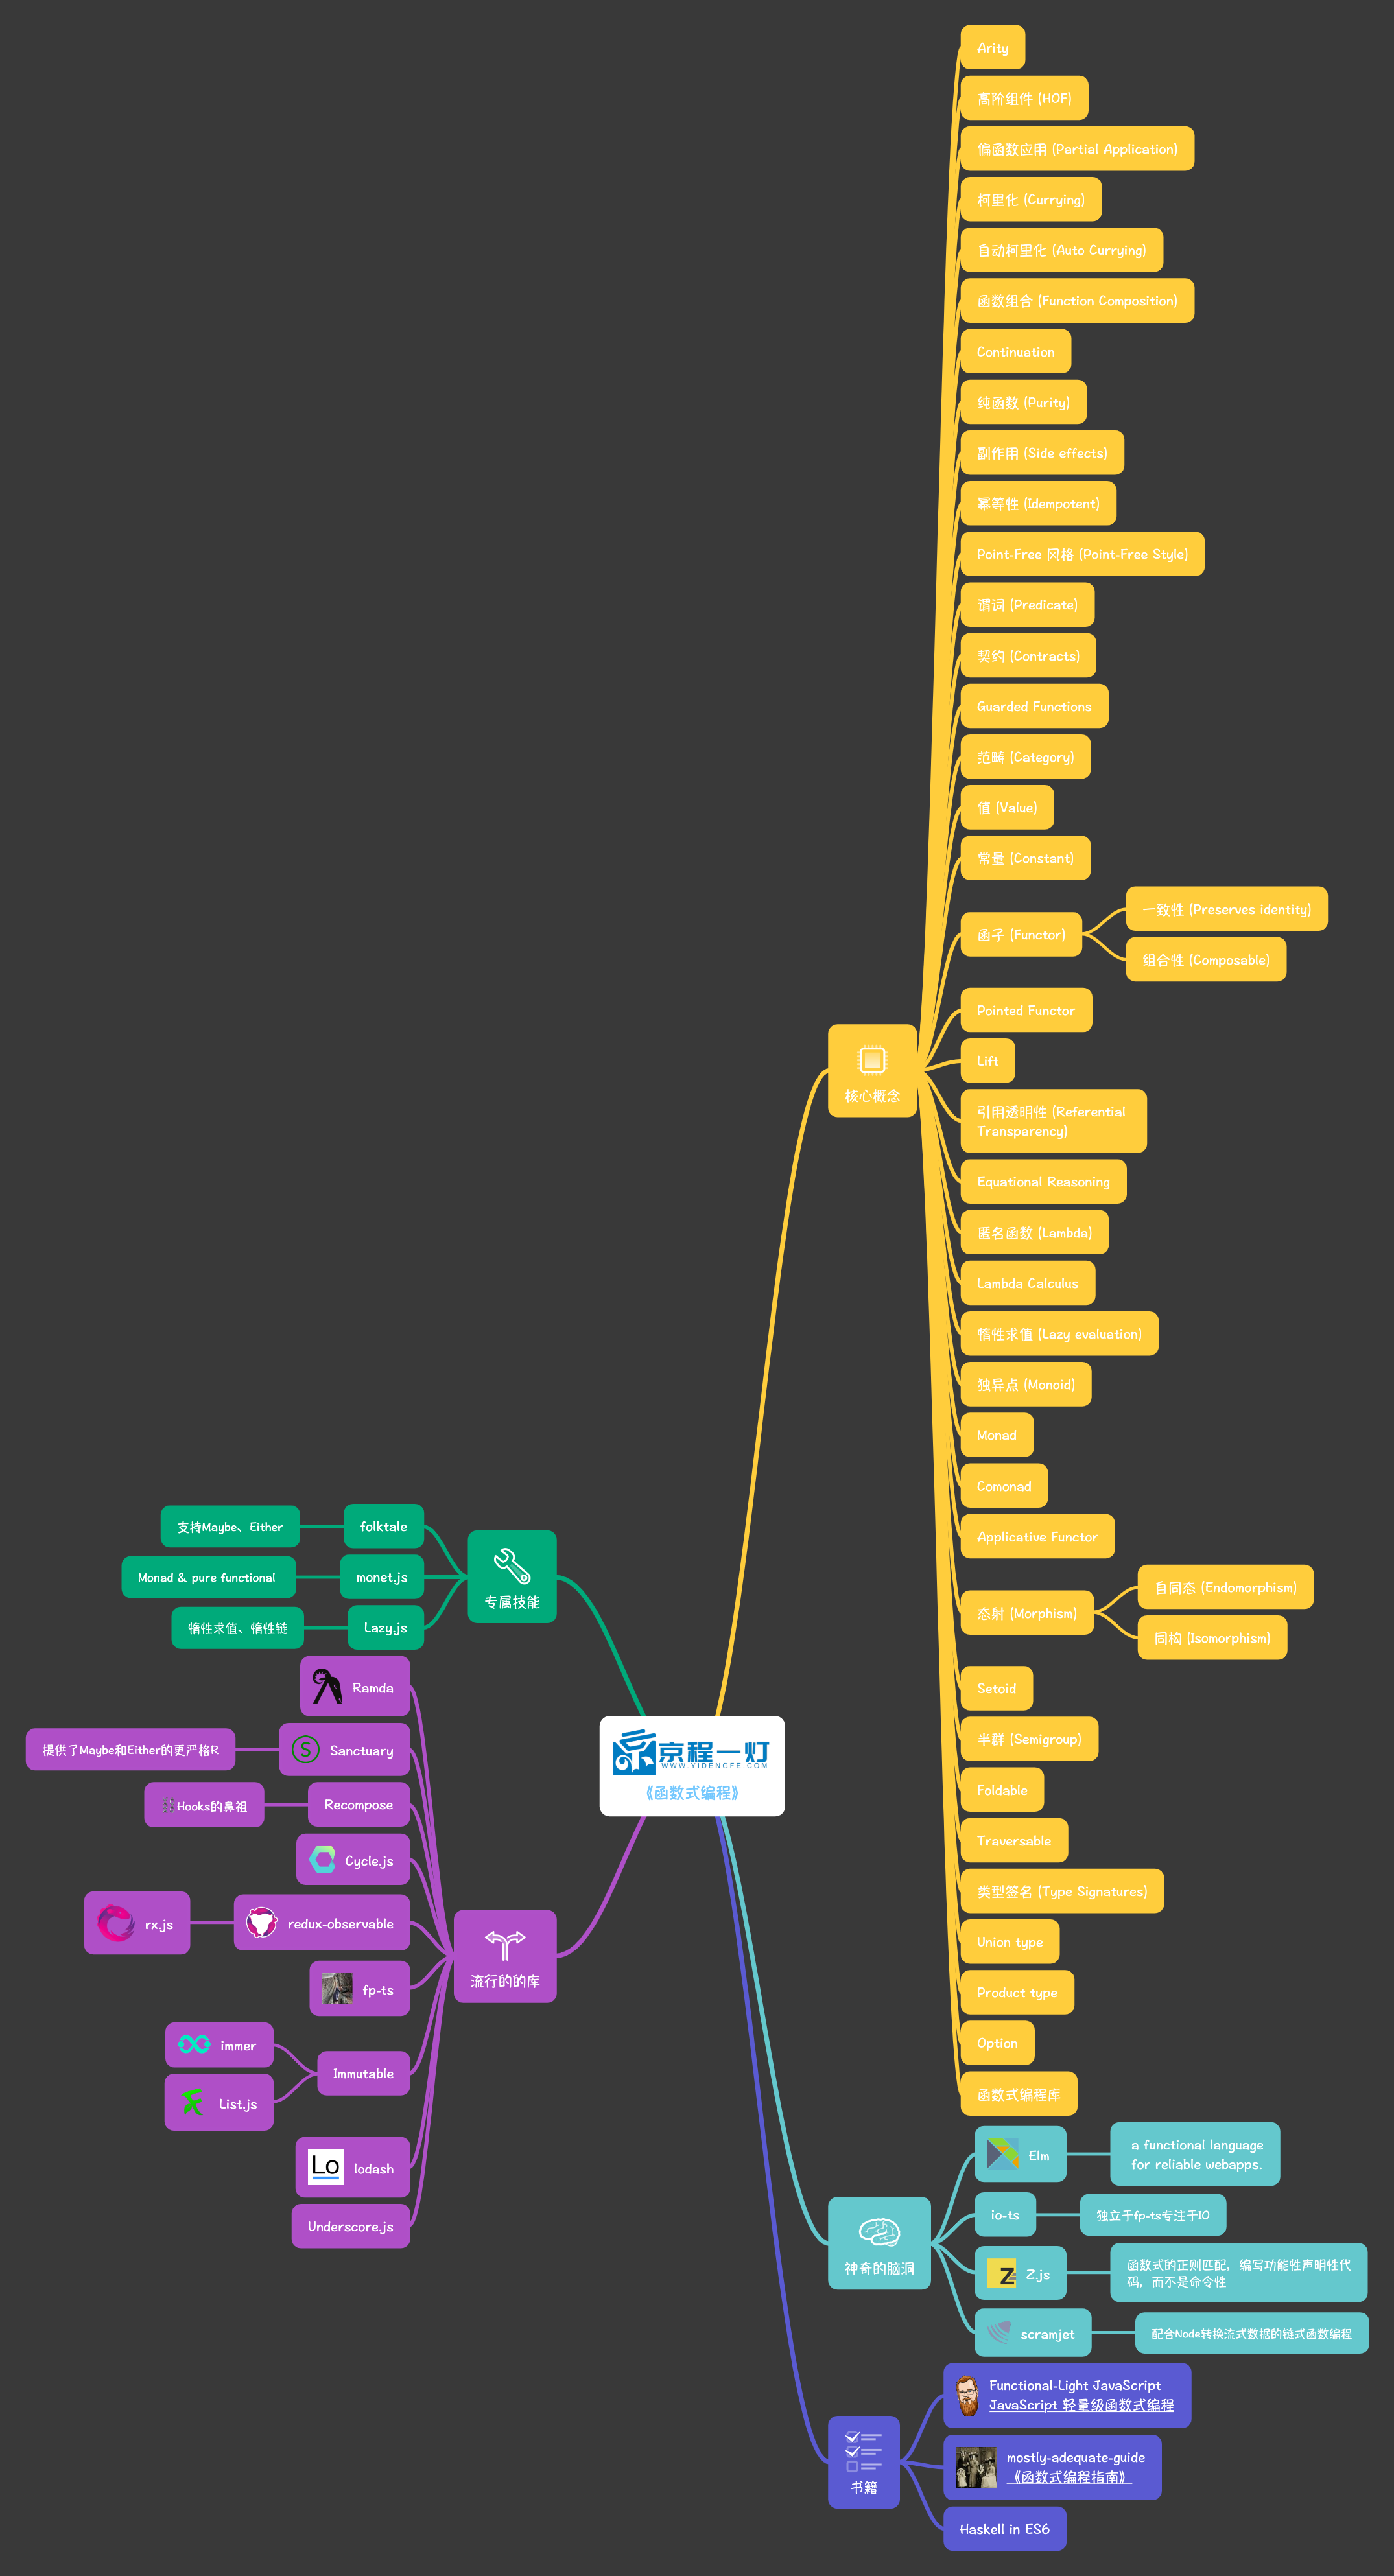 Arity
高阶组件 (HOF)
偏函数应用 (Partial Application)
柯里化 (Currying)
自动柯里化 (Auto Currying)
函数组合 (Function Composition)
Continuation
纯函数 (Purity)
副作用 (Side effects)
幂等性 (Idempotent)
Point-Free 风格 (Point-Free Style)
谓词 (Predicate)
契约 (Contracts)
Guarded Functions
范畴 (Category)
值 (Value)
常量 (Constant)
函子 (Functor)
一致性 (Preserves identity)
组合性 (Composable)
Pointed Functor
Lift
核心概念
引用透明性 (Referential
Transparency)
Equational Reasoning
匿名函数 (Lambda)
Lambda Calculus
惰性求值 (Lazy evaluation)
独异点 (Monoid)
Monad
Comonad
Applicative Functor
态射 (Morphism)
自同态 (Endomorphism)
同构 (Isomorphism)
Setoid
半群 (Semigroup)
Foldable
Traversable
类型签名 (Type Signatures)
Union type
Product type
Option
函数式编程库
支持Maybe、Either
folktale
Monad & pure functional
monet.js
惰性求值、惰性链
Lazy.js
专属技能
京程一灯
WWW.YIDENGFE.COM
《函数式编程》
Ramda
提供了Maybe和Either的更严格R
S
Sanctuary
Hooks的鼻祖
Recompose
Cycle.js
rx.js
redux-observable
流行的的库
fp-ts
immer
List.js
Immutable
Lo
lodash
Underscore.js
神奇的脑洞
Elm
a functional language
for reliable webapps.
io-ts
独立于fp-ts专注于IO
Z
Z.js
函数式的正则匹配，编写功能性声明性代
码，而不是命令性
scramjet
配合Node转换流式数据的链式函数编程
书籍
Functional-Light JavaScript
JavaScript 轻量级函数式编程
mostly-adequate-guide
《函数式编程指南》
Haskell in ES6